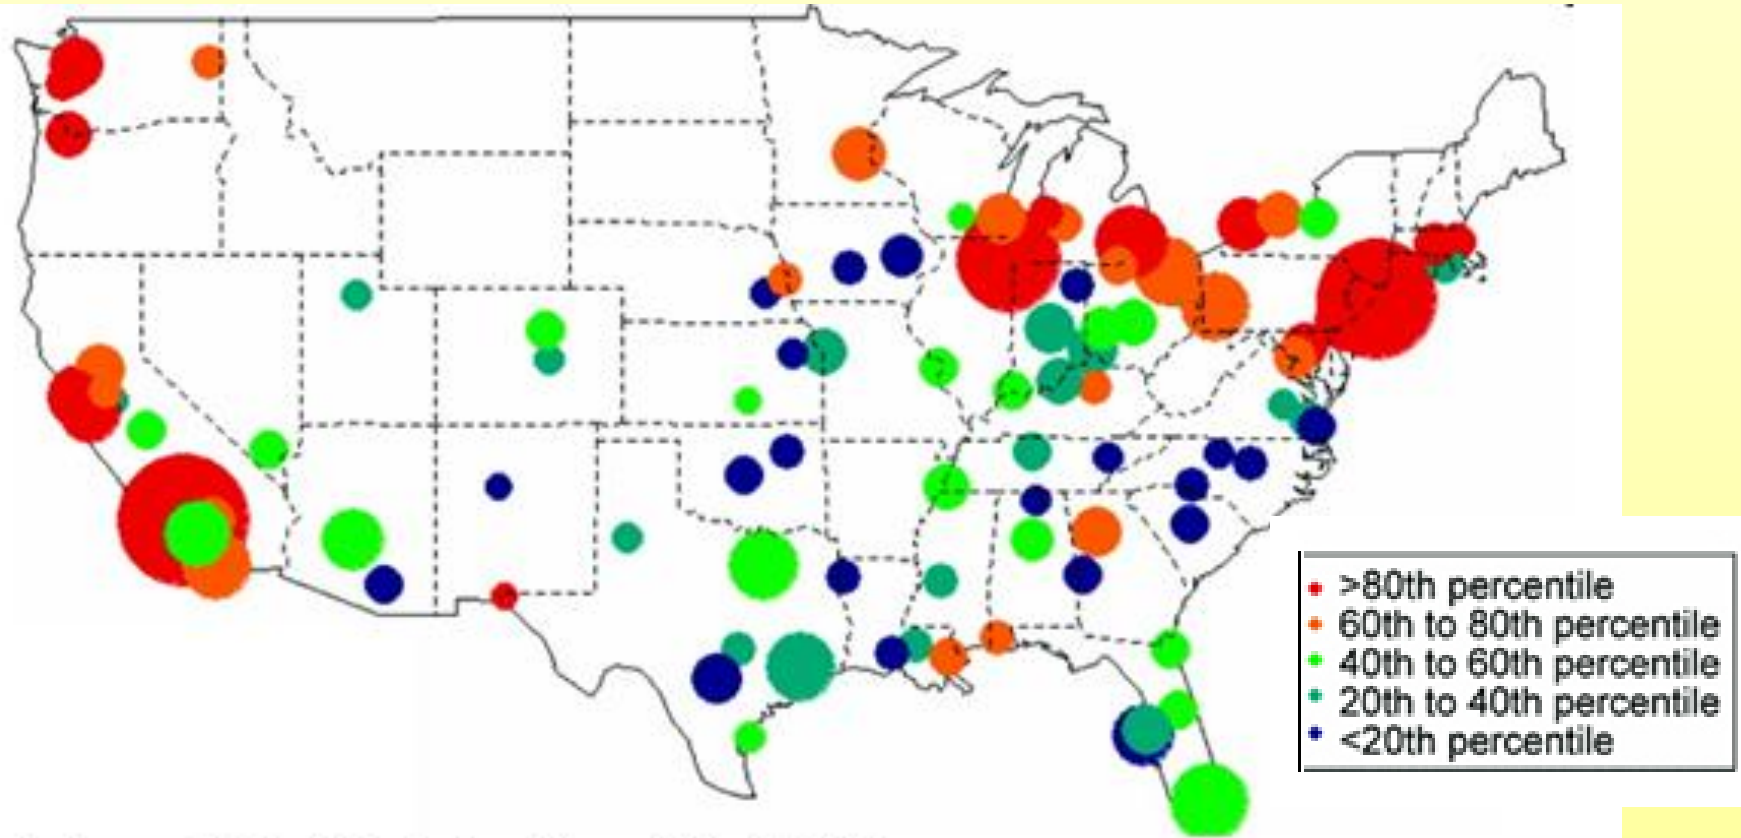 >80th percentile
60th to 80th percentile
40th to 60th percentile
20th to 40th percentile
<20th percentile